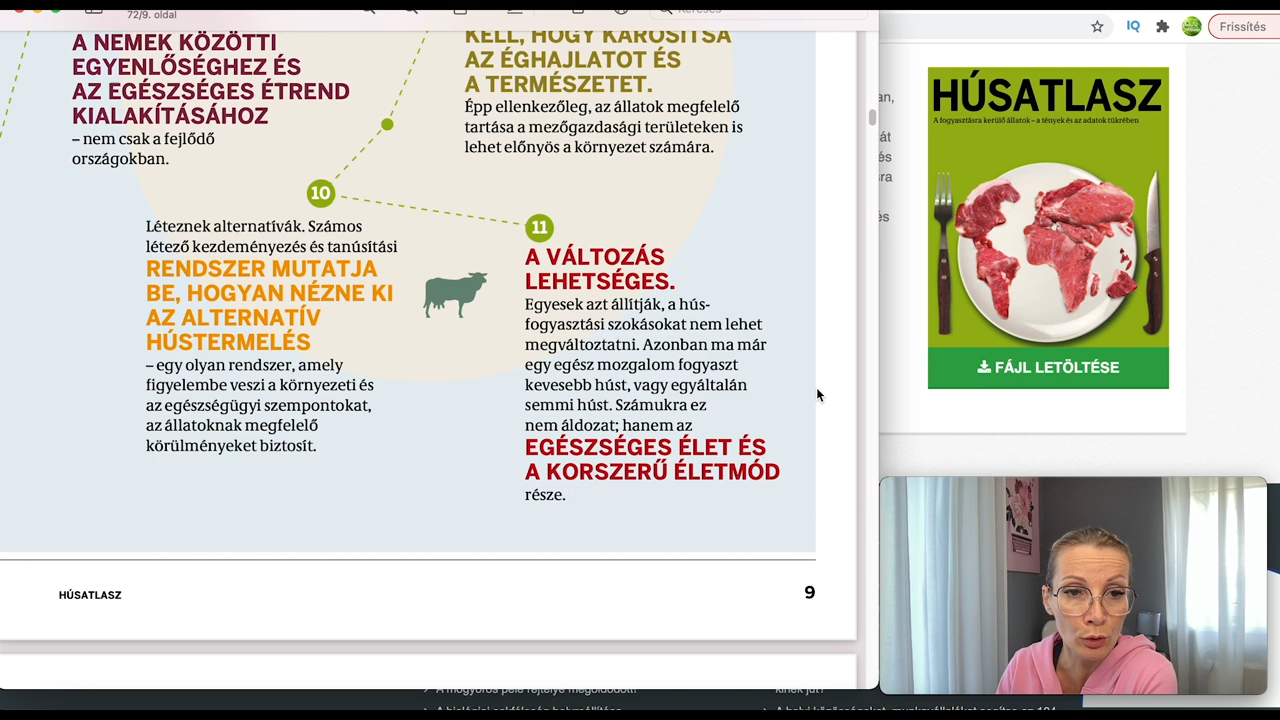 72/9. oldal
Keresés
Frissítés
A NEMEK KÖZÖTTI
EGYENLŐSÉGHEZ ÉS
AZ EGÉSZSÉGES ÉTREND
KIALAKÍTÁSÁHOZ
– nem csak a fejlődő
országokban.
KELL, HOGY KÁROSÍTSA
AZ ÉGHAJLATOT ÉS
A TERMÉSZETET.
Épp ellenkezőleg, az állatok megfelelő
tartása a mezőgazdasági területeken is
lehet előnyös a környezet számára.
10
Léteznek alternatívák. Számos
létező kezdeményezés és tanúsítási
RENDSZER MUTATJA
BE, HOGYAN NÉZNE KI
AZ ALTERNATÍV
HÚSTERMELÉS
– egy olyan rendszer, amely
figyelembe veszi a környezeti és
az egészségügyi szempontokat,
az állatoknak megfelelő
körülményeket biztosít.
11
A VÁLTOZÁS
LEHETSÉGES.
Egyesek azt állítják, a hús-
fogyasztási szokásokat nem lehet
megváltoztatni. Azonban ma már
egy egész mozgalom fogyaszt
kevesebb húst, vagy egyáltalán
semmi húst. Számukra ez
nem áldozat; hanem az
EGÉSZSÉGES ÉLET ÉS
A KORSZERŰ ÉLETMÓD
része.
HÚSATLASZ
9
IQ
HÚSATLASZ
A fogyasztásra kerülő állatok – a tények és az adatok tükrében
FÁJL LETÖLTÉSE